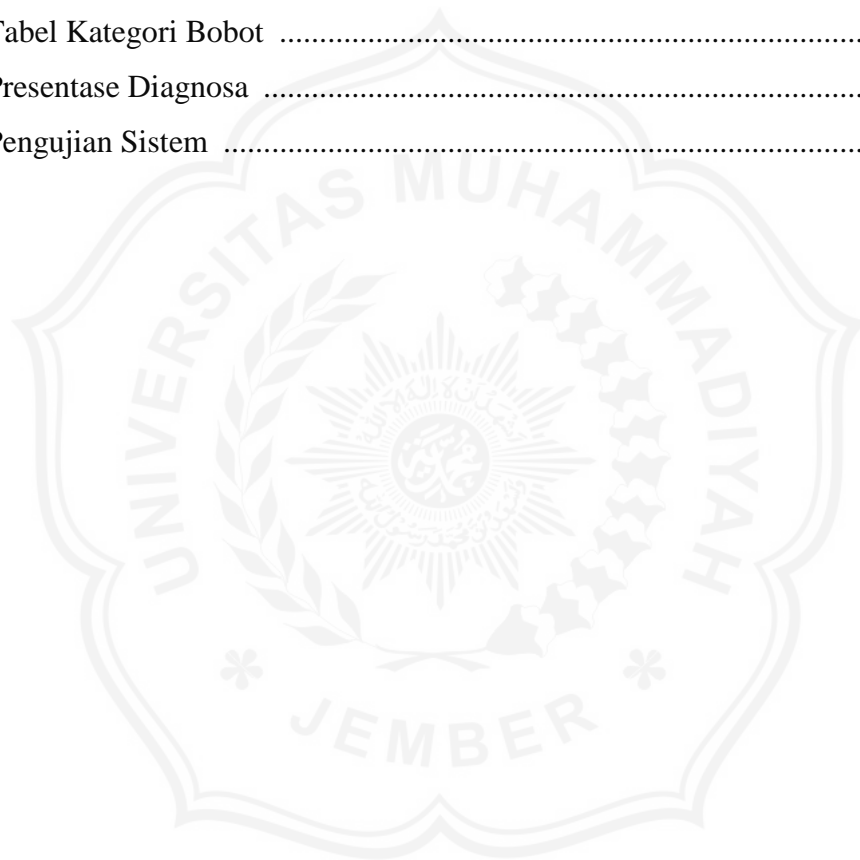 Tabel Kategori Bobot ..........................................................................
Presentase Diagnosa ............................................................................
Pengujian Sistem .................................................................................
UNIVERSITAS MUHAMMADIYAH
JEMBER